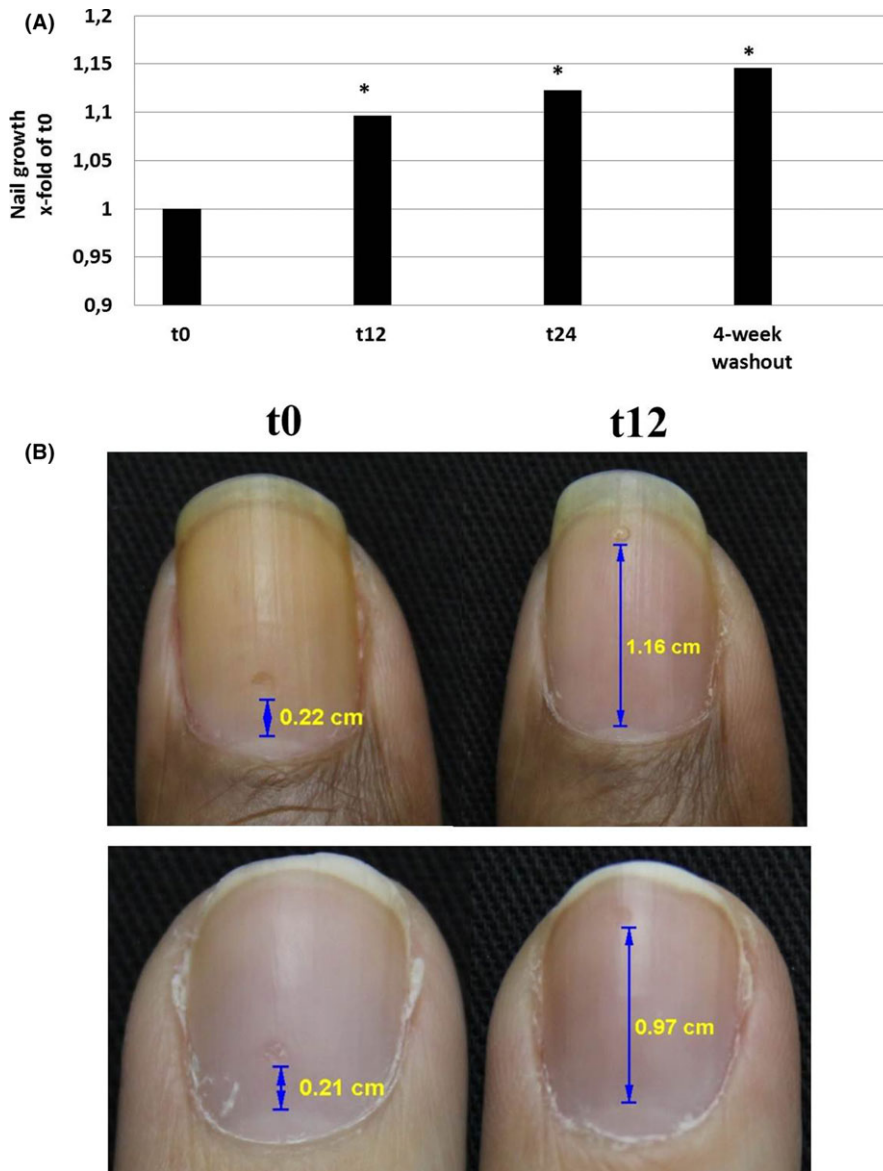 (A)
1,2
1,15
1,1
1,05
1
0,95
0,9
Nail growth
x-fold of t0
*
*
*
t0
t12
t24
4-week
washout
t0
t12
(B)
0.22 cm
1.16 cm
0.21 cm
0.97 cm